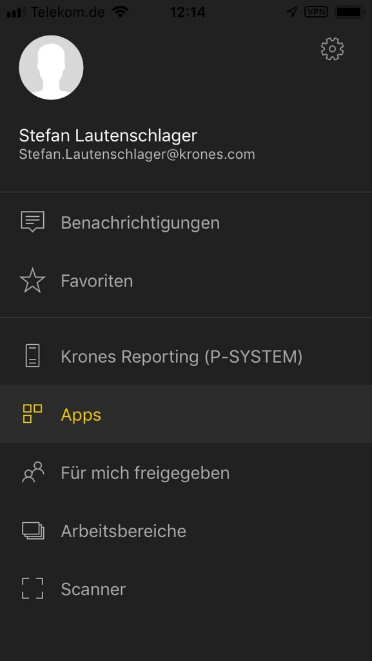 Telekom.de 12:14 VPN
Stefan Lautenschlager
Stefan.Lautenschlager@krones.com
Benachrichtigungen
Favoriten
Krones Reporting (P-SYSTEM)
Apps
Für mich freigegeben
Arbeitsbereiche
Scanner